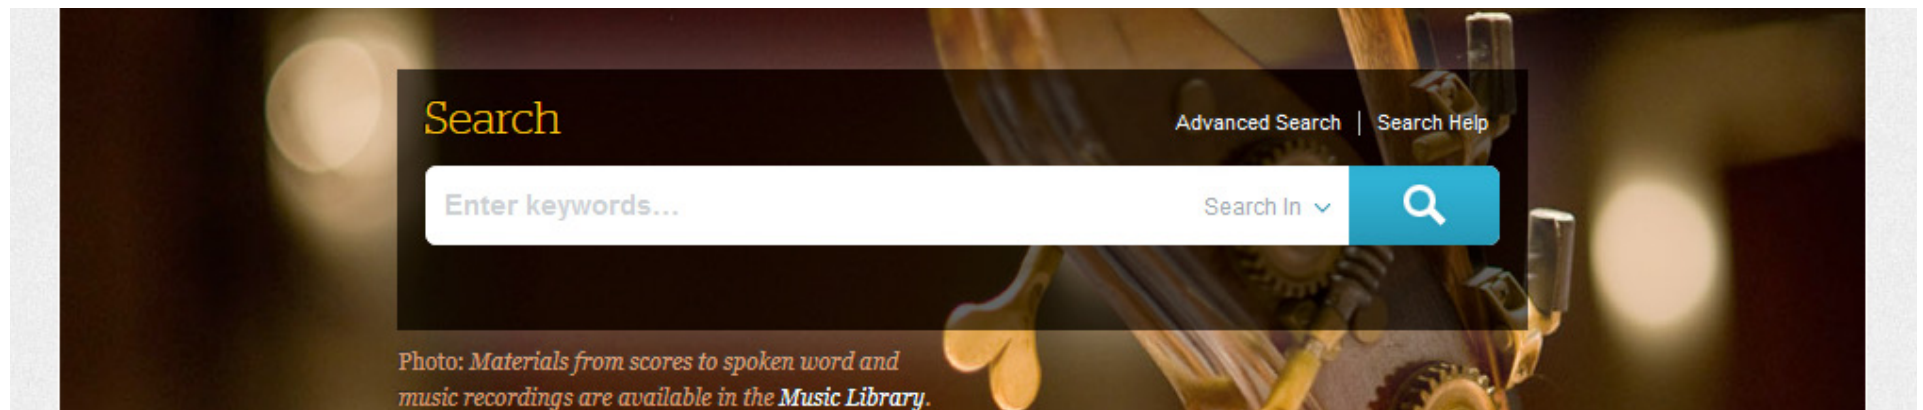 Search
Advanced Search | Search Help
Enter keywords...
Search In
Photo: Materials from scores to spoken word and
music recordings are available in the Music Library.